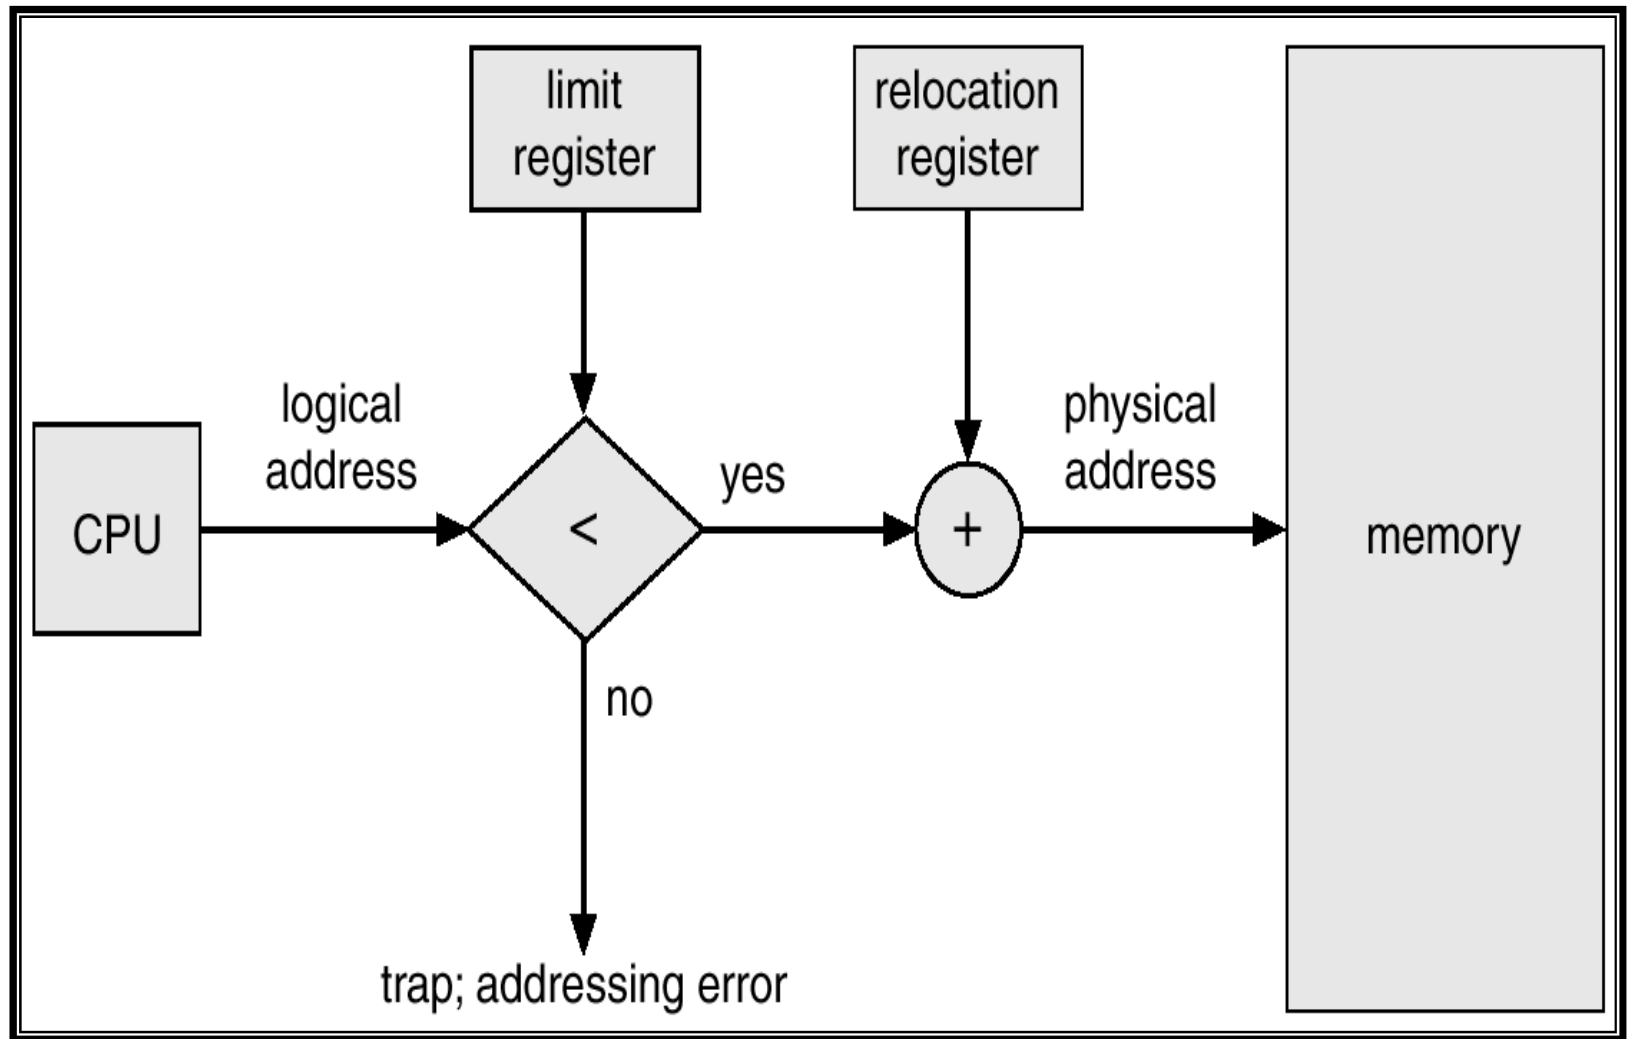 limit
register
relocation
register
logical
address
physical
address
CPU
<
yes
+
memory
no
trap; addressing error